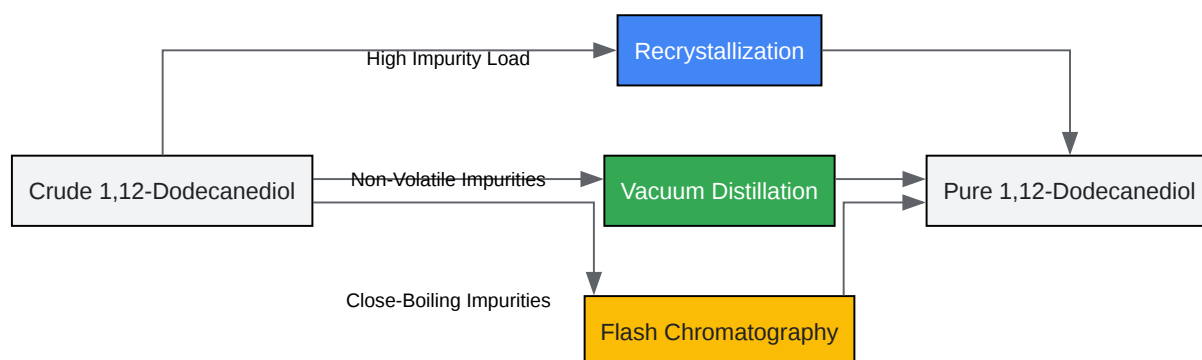 Recrystallization
High Impurity Load
Crude 1,12-Dodecanediol
Non-Volatile Impurities
Vacuum Distillation
Pure 1,12-Dodecanediol
Close-Boiling Impurities
Flash Chromatography